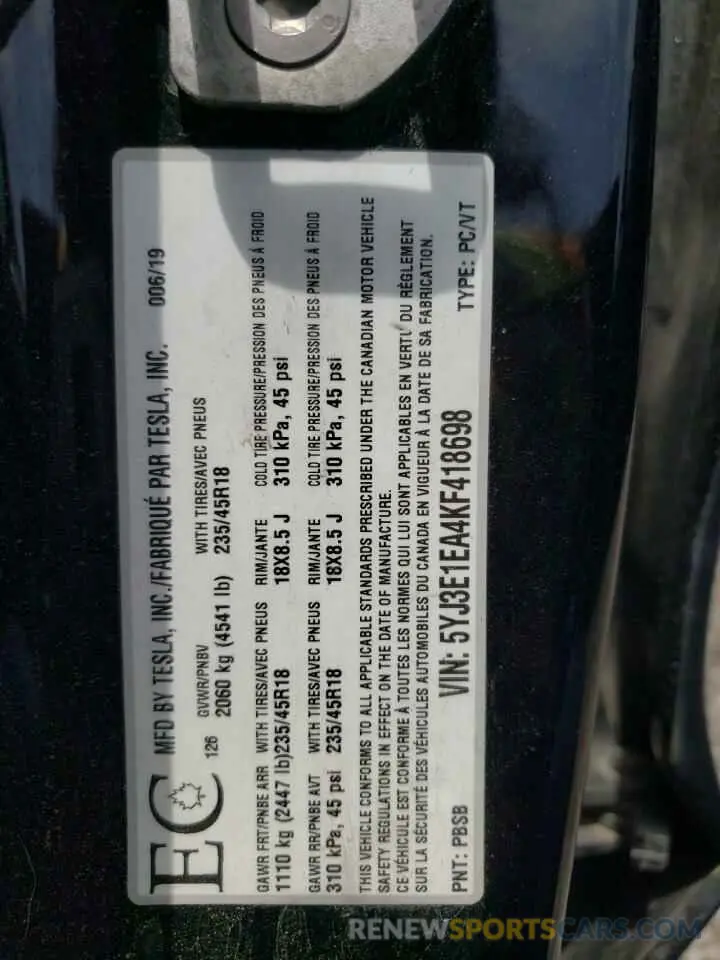 EC MFD BY TESLA, INC./FABRIQUÉ PAR TESLA, INC. 006/19
126 GVWR/PNBV WITH TIRES/AVEC PNEUS
2060 kg (4541 lb) 235/45R18
GAWR FRT/PNBE ARR WITH TIRES/AVEC PNEUS RIM/JANTE COLD TIRE PRESSURE/PRESSION DES PNEUS À FROID
1110 kg (2447 lb)235/45R18 18X8.5 J 310 kPa, 45 psi
GAWR RR/PNBE AVT WITH TIRES/AVEC PNEUS RIM/JANTE COLD TIRE PRESSURE/PRESSION DES PNEUS À FROID
310 kPa, 45 psi 235/45R18 18X8.5 J 310 kPa, 45 psi
THIS VEHICLE CONFORMS TO ALL APPLICABLE STANDARDS PRESCRIBED UNDER THE CANADIAN MOTOR VEHICLE
SAFETY REGULATIONS IN EFFECT ON THE DATE OF MANUFACTURE.
CE VÉHICULE EST CONFORME À TOUTES LES NORMES QUI LUI SONT APPLICABLES EN VERTU DU RÈGLEMENT
SUR LA SÉCURITÉ DES VÉHICULES AUTOMOBILES DU CANADA EN VIGUEUR À LA DATE DE SA FABRICATION.
PNT: PBSB VIN: 5YJ3E1EA4KF418698 TYPE: PC/VT
RENEWSPORTSCARS.COM